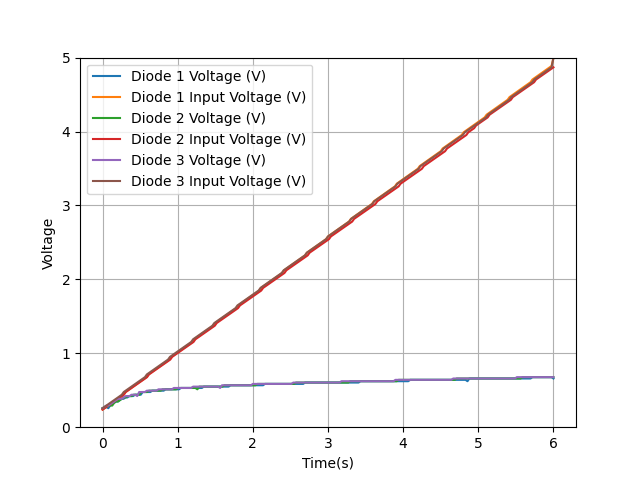 5
4
3
2
1
0
Voltage
Diode 1 Voltage (V)
Diode 1 Input Voltage (V)
Diode 2 Voltage (V)
Diode 2 Input Voltage (V)
Diode 3 Voltage (V)
Diode 3 Input Voltage (V)
0 1 2 3 4 5 6
Time(s)